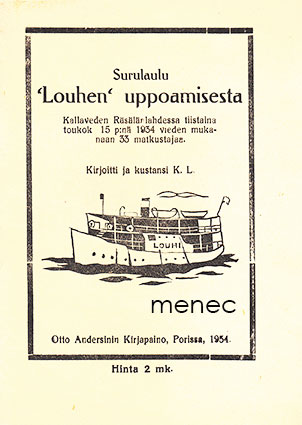 Surulaulu
'Louhen' uppoamisesta
Kallaveden Räsälänlahdessa tiistaina
toukok 15 p:nä 1934 vieden muka-
naan 33 matkustajaa.
Kirjoitti ja kustansi K. L.
LOUHI
menec
Otto Andersinin Kirjapaino, Porissa, 1934.
Hinta 2 mk.